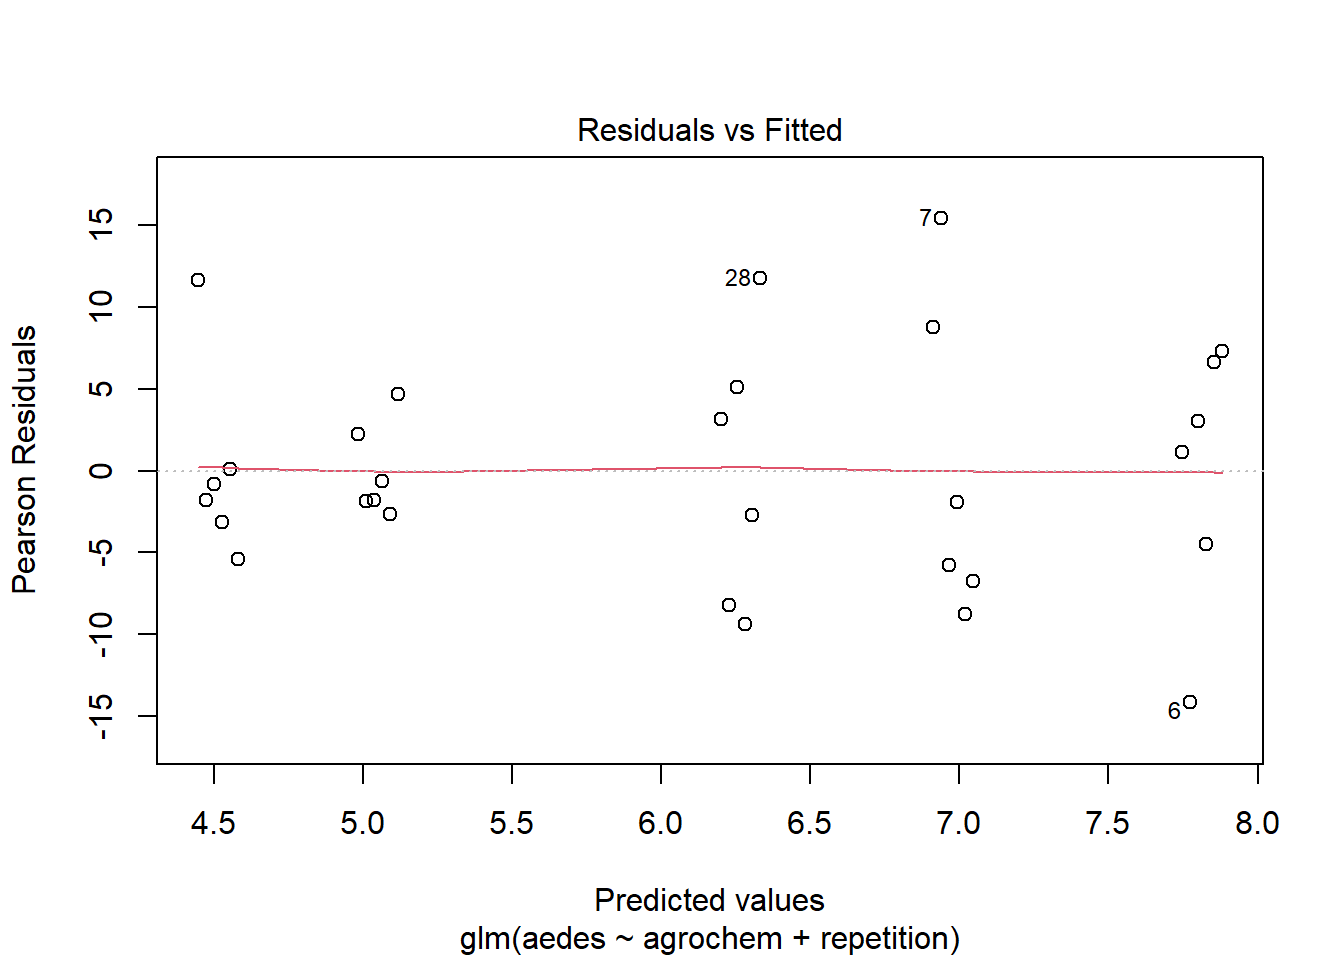 Residuals vs Fitted
Pearson Residuals
15
10
5
0
-5
-10
-15
7
28
6
4.5 5.0 5.5 6.0 6.5 7.0 7.5 8.0
Predicted values
glm(aedes ~ agrochem + repetition)